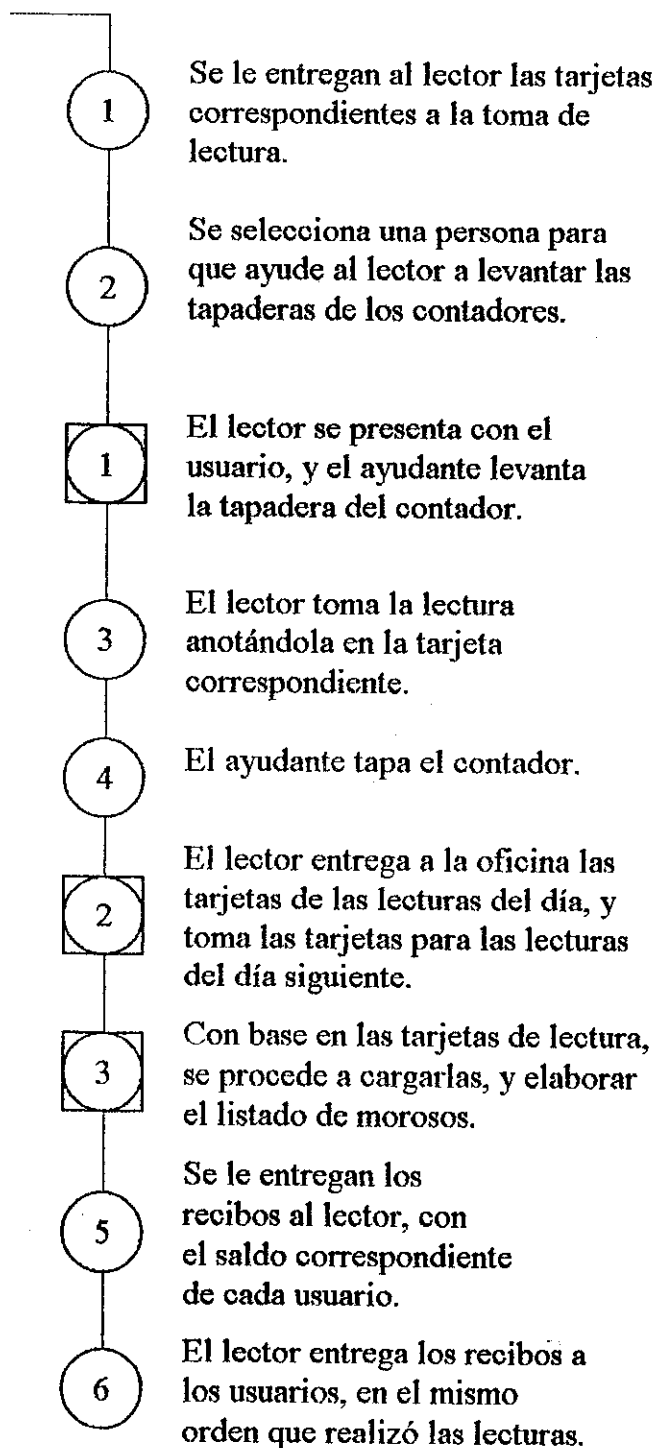 1
Se le entregan al lector las tarjetas
correspondientes a la toma de
lectura.
2
Se selecciona una persona para
que ayude al lector a levantar las
tapaderas de los contadores.
1
El lector se presenta con el
usuario, y el ayudante levanta
la tapadera del contador.
3
El lector toma la lectura
anotándola en la tarjeta
correspondiente.
4
El ayudante tapa el contador.
2
El lector entrega a la oficina las
tarjetas de las lecturas del día, y
toma las tarjetas para las lecturas
del día siguiente.
3
Con base en las tarjetas de lectura,
se procede a cargarlas, y elaborar
el listado de morosos.
5
Se le entregan los
recibos al lector, con
el saldo correspondiente
de cada usuario.
6
El lector entrega los recibos a
los usuarios, en el mismo
orden que realizó las lecturas.